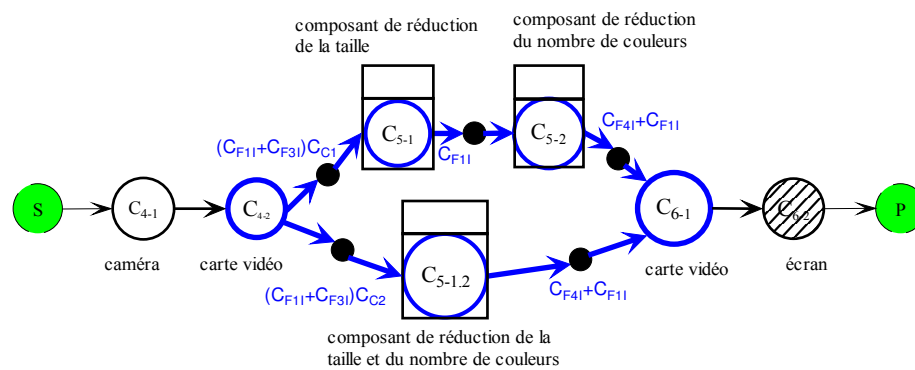 composant de réduction
de la taille
composant de réduction
du nombre de couleurs
(CF1I+CF3I)CC1
C5-1
CF1I
C5-2
CF4I+CF1I
S
C4-1
C4-2
C6-1
C6-2
P
caméra
carte vidéo
C5-1.2
carte vidéo
écran
(CF1I+CF3I)CC2
CF4I+CF1I
composant de réduction de la
taille et du nombre de couleurs